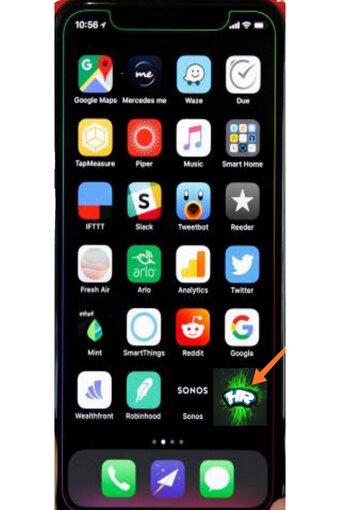 10:56
Google Maps
Mercedes me
Waze
Due
TapMeasure
Piper
Music
Smart Home
IFTTT
Slack
Tweetbot
Reeder
Fresh Air
arlo
Arlo
Analytics
Twitter
intuit
Mint
SmartThings
Reddit
Google
Wealthfront
Robinhood
SONOS
Sonos
HR